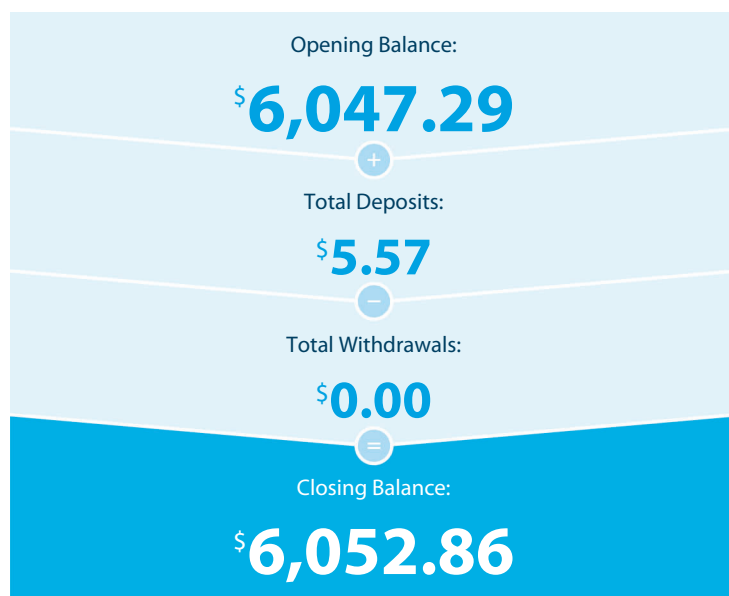 Opening Balance:
$6,047.29
+
Total Deposits:
$5.57
−
Total Withdrawals:
$0.00
=
Closing Balance:
$6,052.86